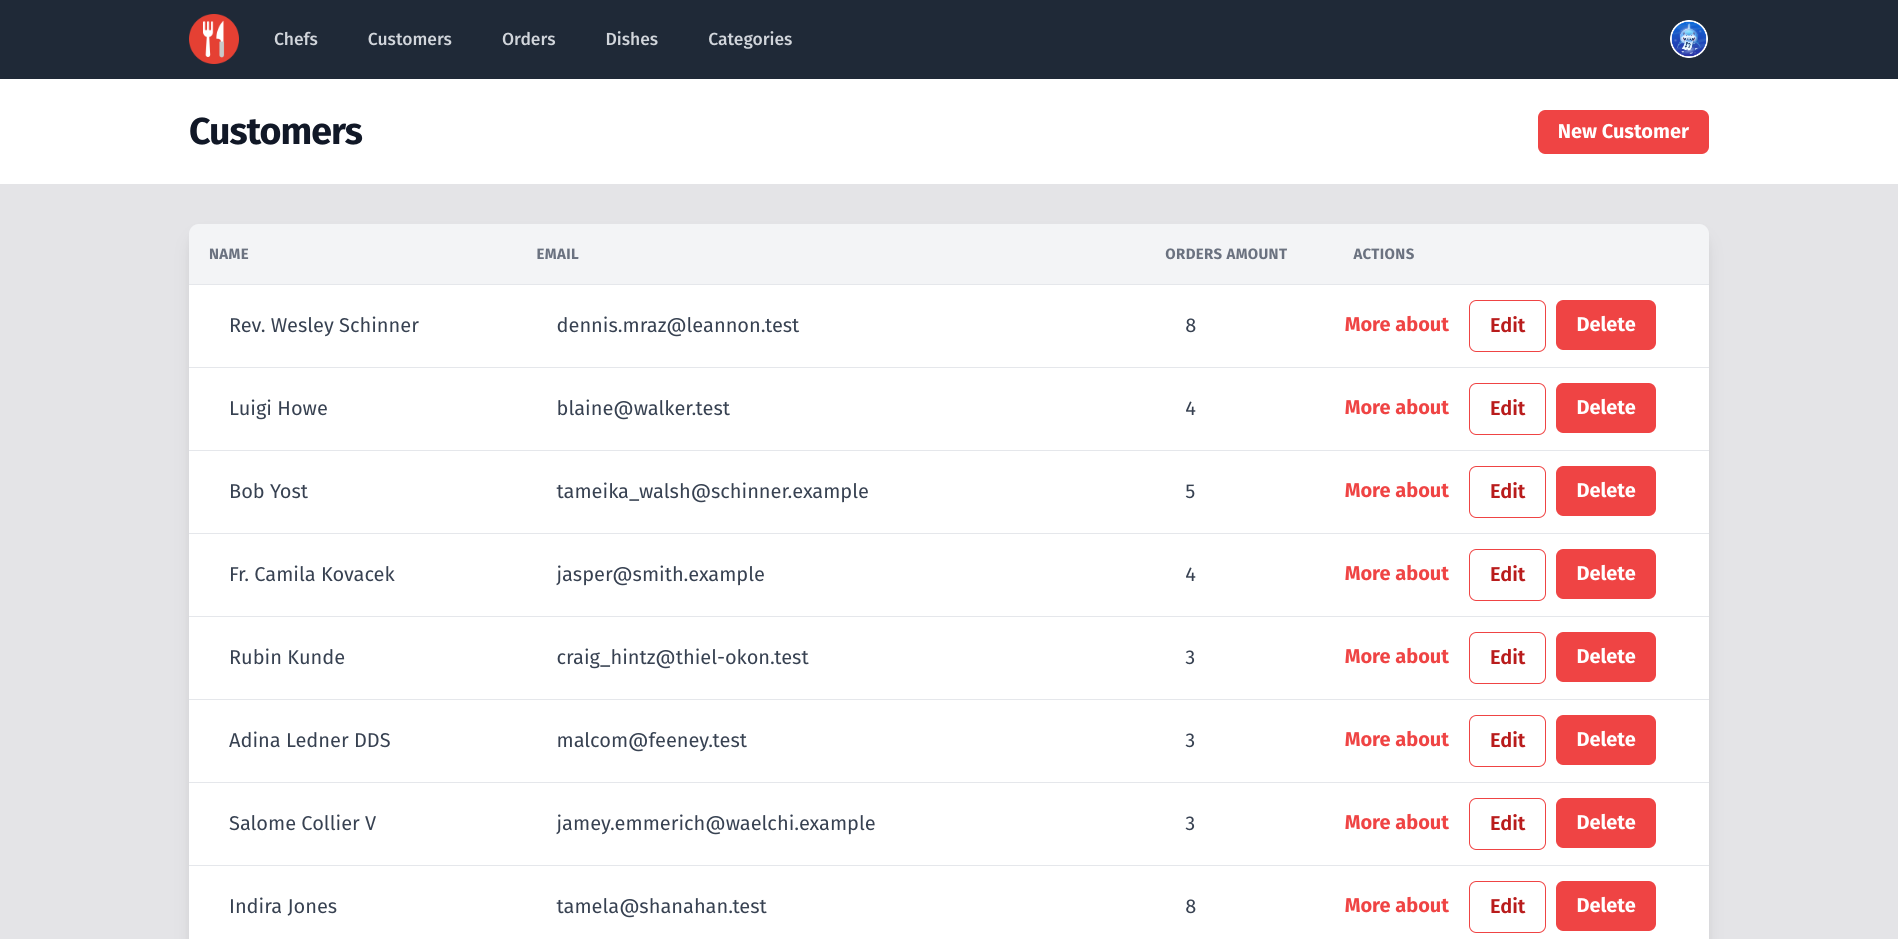 Chefs Customers Orders Dishes Categories
Customers New Customer
NAME EMAIL ORDERS AMOUNT ACTIONS
Rev. Wesley Schinner dennis.mraz@leannon.test 8 More about Edit Delete
Luigi Howe blaine@walker.test 4 More about Edit Delete
Bob Yost tameika_walsh@schinner.example 5 More about Edit Delete
Fr. Camila Kovacek jasper@smith.example 4 More about Edit Delete
Rubin Kunde craig_hintz@thiel-okon.test 3 More about Edit Delete
Adina Ledner DDS malcom@feeney.test 3 More about Edit Delete
Salome Collier V jamey.emmerich@waelchi.example 3 More about Edit Delete
Indira Jones tamela@shanahan.test 8 More about Edit Delete